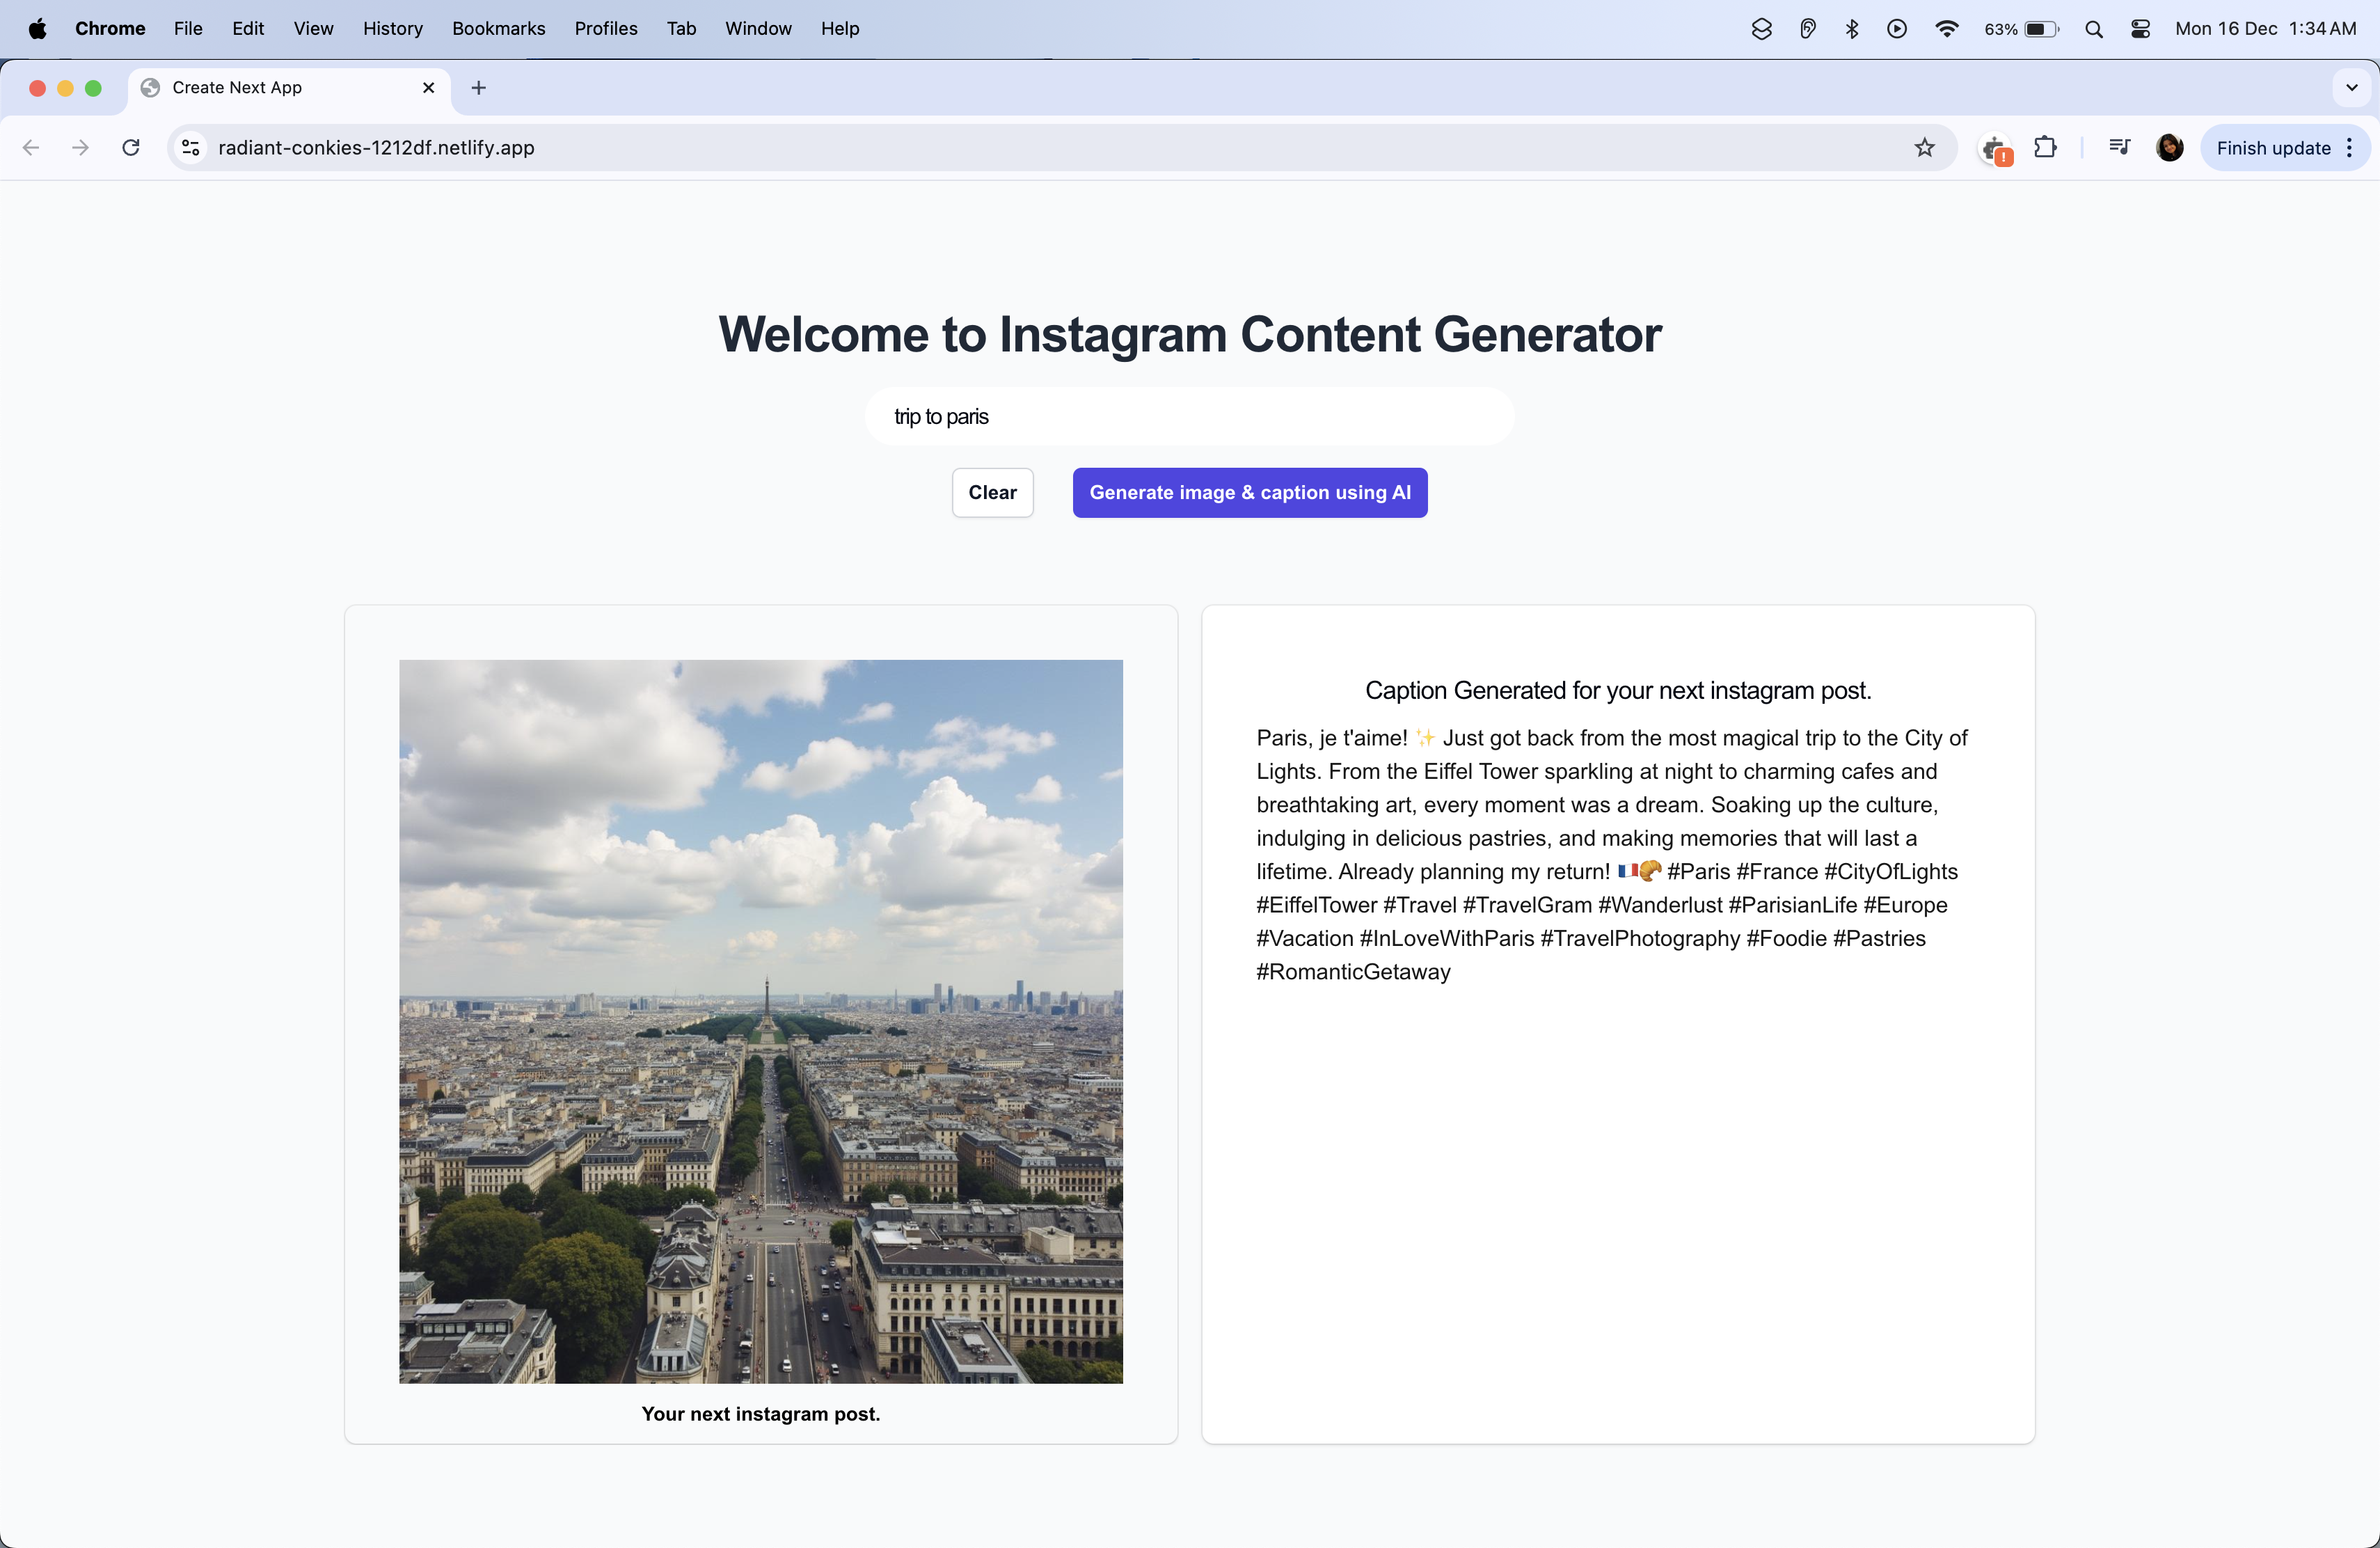 Chrome File Edit View History Bookmarks Profiles Tab Window Help 63% Mon 16 Dec 1:34 AM
Create Next App
radiant-conkies-1212df.netlify.app Finish update
Welcome to Instagram Content Generator
trip to paris
Clear Generate image & caption using AI
Your next instagram post.
Caption Generated for your next instagram post.
Paris, je t'aime! ✨ Just got back from the most magical trip to the City of
Lights. From the Eiffel Tower sparkling at night to charming cafes and
breathtaking art, every moment was a dream. Soaking up the culture,
indulging in delicious pastries, and making memories that will last a
lifetime. Already planning my return! 🇫🇷🥐 #Paris #France #CityOfLights
#EiffelTower #Travel #TravelGram #Wanderlust #ParisianLife #Europe
#Vacation #InLoveWithParis #TravelPhotography #Foodie #Pastries
#RomanticGetaway